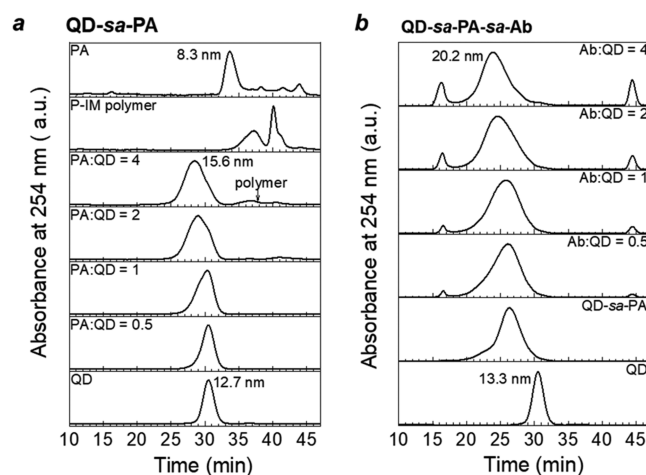 a QD-sa-PA
Absorbance at 254 nm ( a.u.)
PA
8.3 nm
P-IM polymer
PA:QD = 4
15.6 nm
polymer
PA:QD = 2
PA:QD = 1
PA:QD = 0.5
QD
12.7 nm
10 15 20 25 30 35 40 45
Time (min)
b QD-sa-PA-sa-Ab
Absorbance at 254 nm (a.u.)
Ab:QD = 4
20.2 nm
Ab:QD = 2
Ab:QD = 1
Ab:QD = 0.5
QD-sa-PA
QD
13.3 nm
10 15 20 25 30 35 40 45
Time (min)